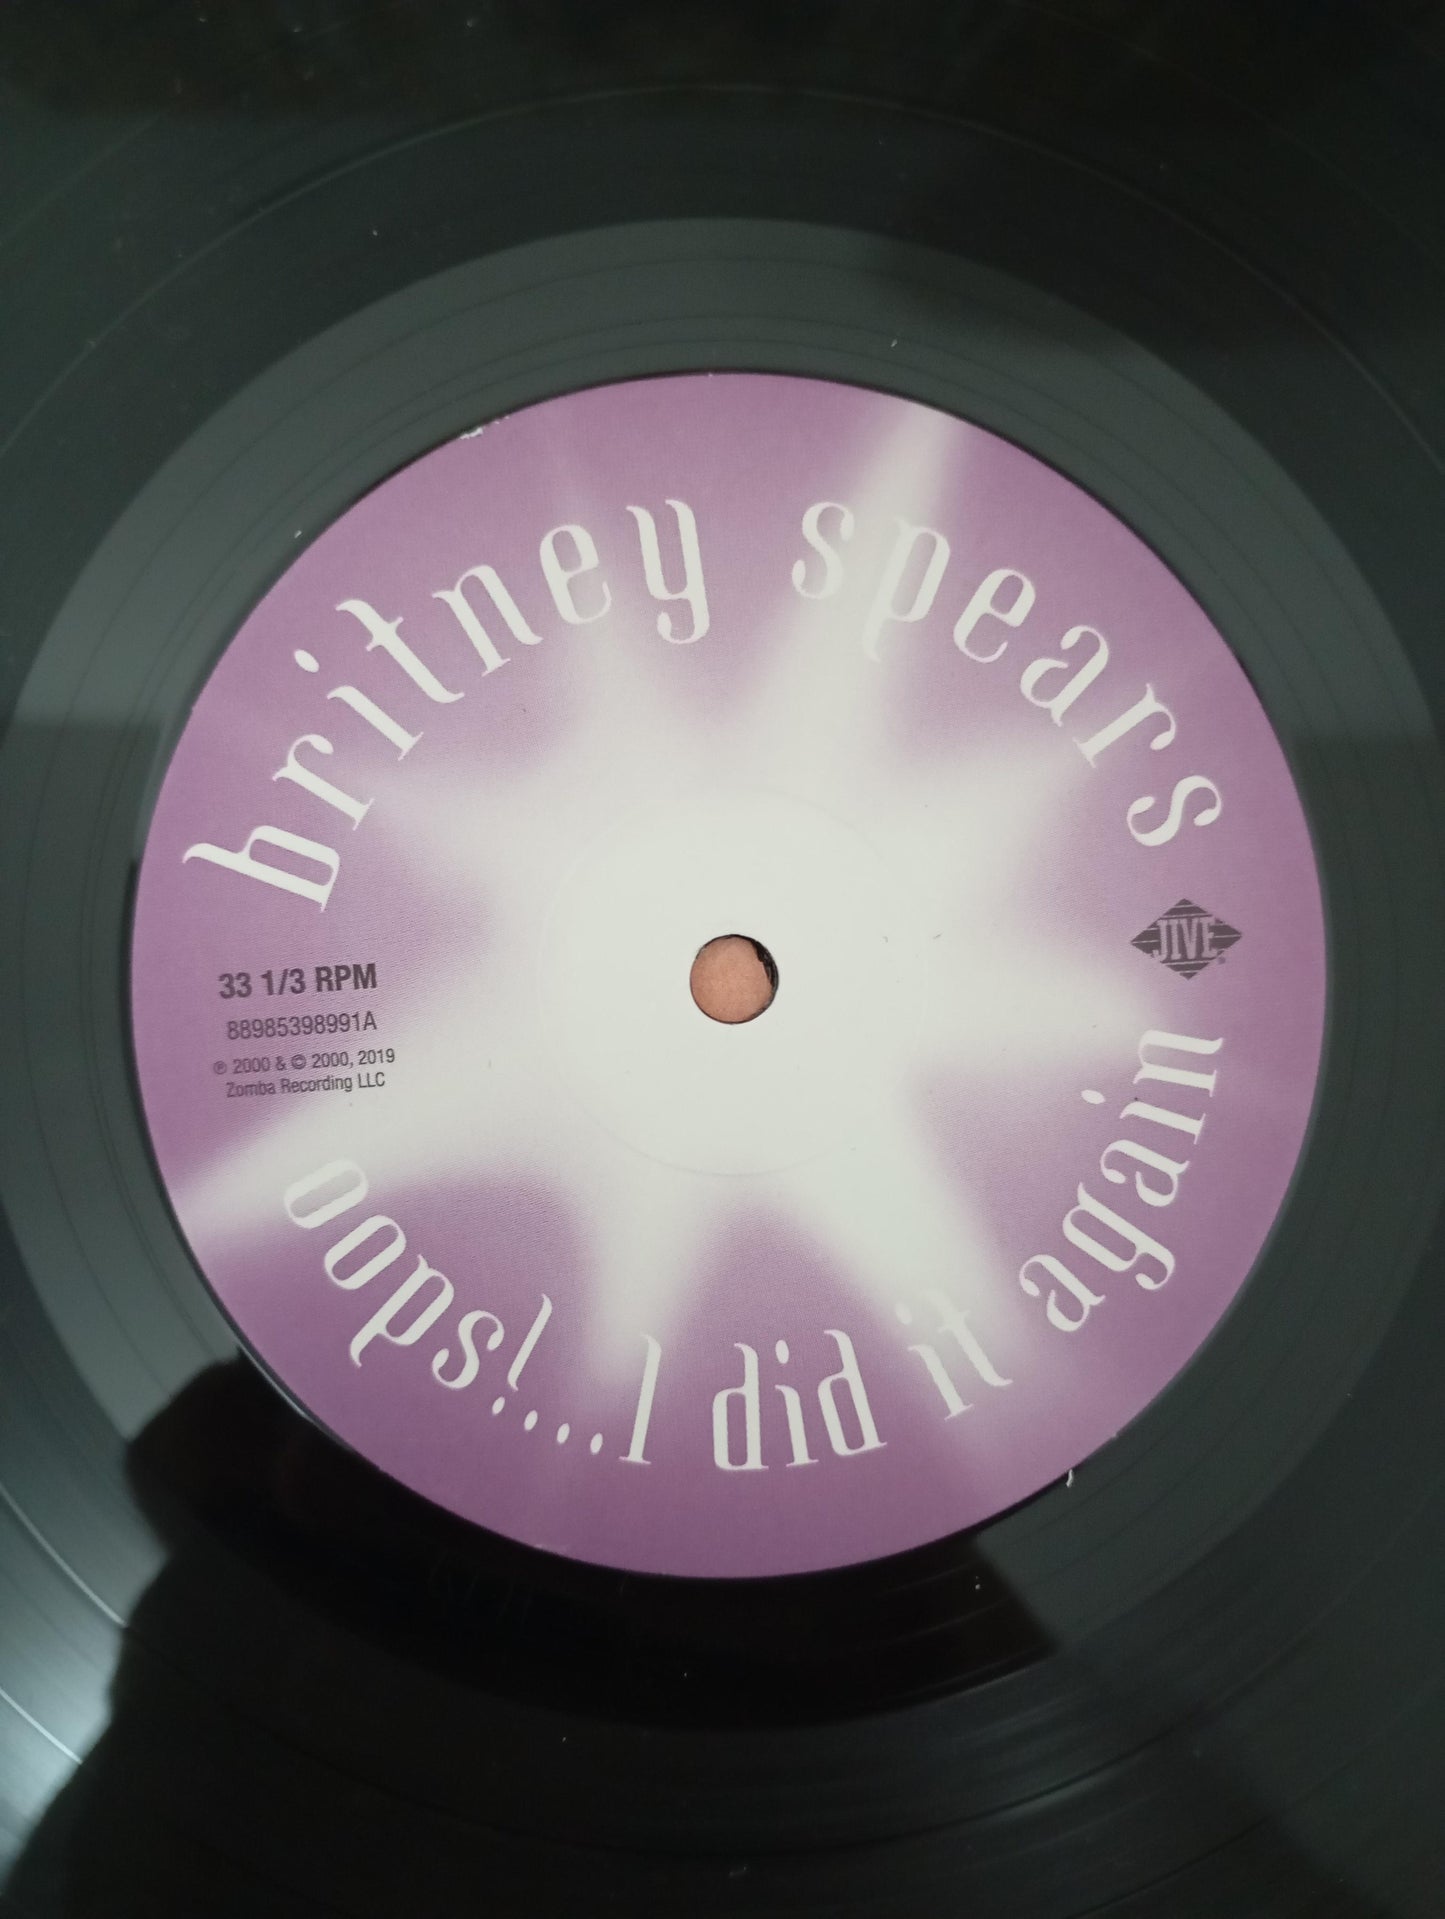 britney spears
JIVE
33 1/3 RPM
88985398991A
℗ 2000 & © 2000, 2019
Zomba Recording LLC
oops!...I did it again